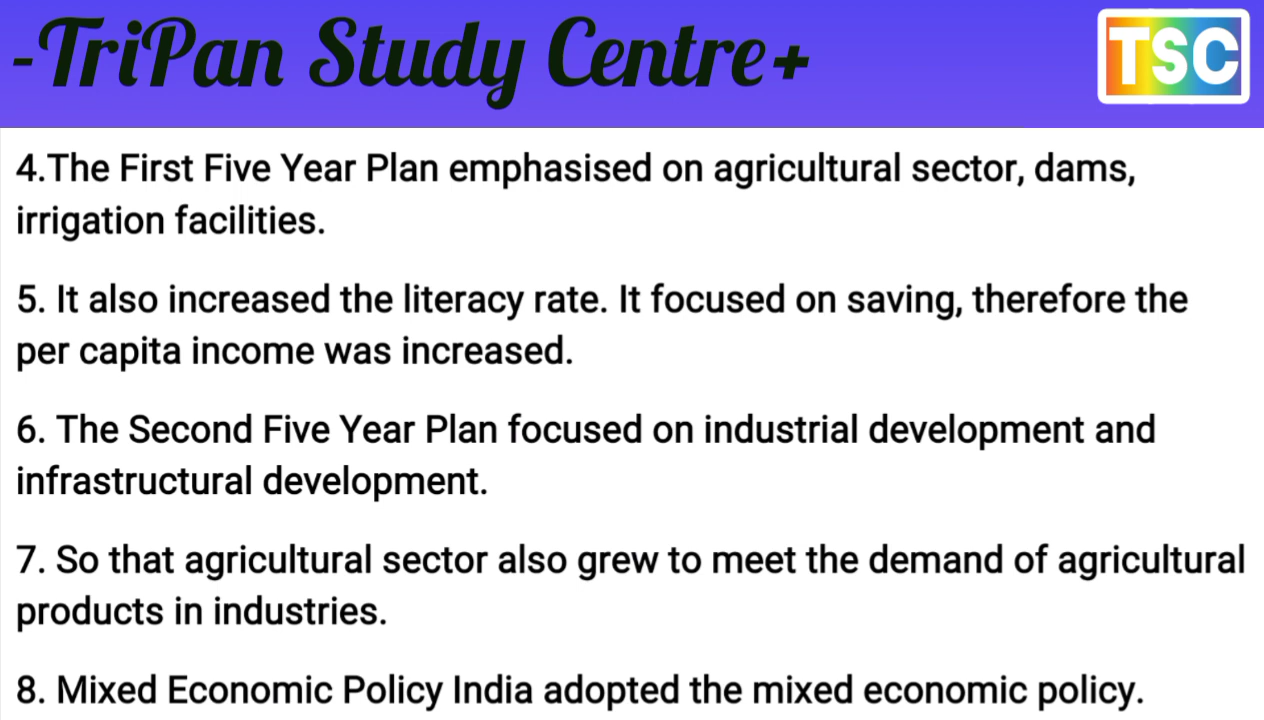 -TriPan Study Centre+
TSC
4.The First Five Year Plan emphasised on agricultural sector, dams,
irrigation facilities.
5. It also increased the literacy rate. It focused on saving, therefore the
per capita income was increased.
6. The Second Five Year Plan focused on industrial development and
infrastructural development.
7. So that agricultural sector also grew to meet the demand of agricultural
products in industries.
8. Mixed Economic Policy India adopted the mixed economic policy.